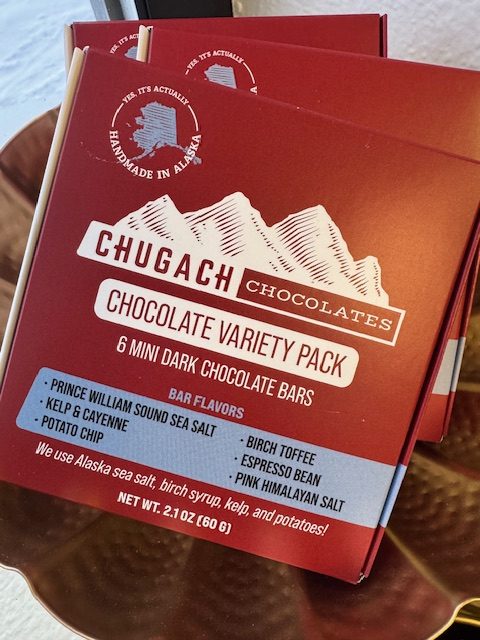 YES, IT'S ACTUALLY
HANDMADE IN ALASKA
CHUGACH CHOCOLATES
CHOCOLATE VARIETY PACK
6 MINI DARK CHOCOLATE BARS
BAR FLAVORS
· PRINCE WILLIAM SOUND SEA SALT
· KELP & CAYENNE
· POTATO CHIP
· BIRCH TOFFEE
· ESPRESSO BEAN
· PINK HIMALAYAN SALT
We use Alaska sea salt, birch syrup, kelp, and potatoes!
NET WT. 2.1 OZ (60 G)